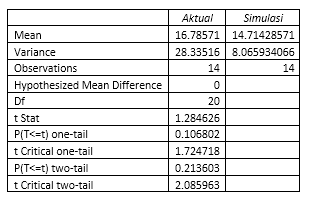 Aktual Simulasi
Mean 16.78571 14.71428571
Variance 28.33516 8.065934066
Observations 14 14
Hypothesized Mean Difference 0
Df 20
t Stat 1.284626
P(T<=t) one-tail 0.106802
t Critical one-tail 1.724718
P(T<=t) two-tail 0.213603
t Critical two-tail 2.085963